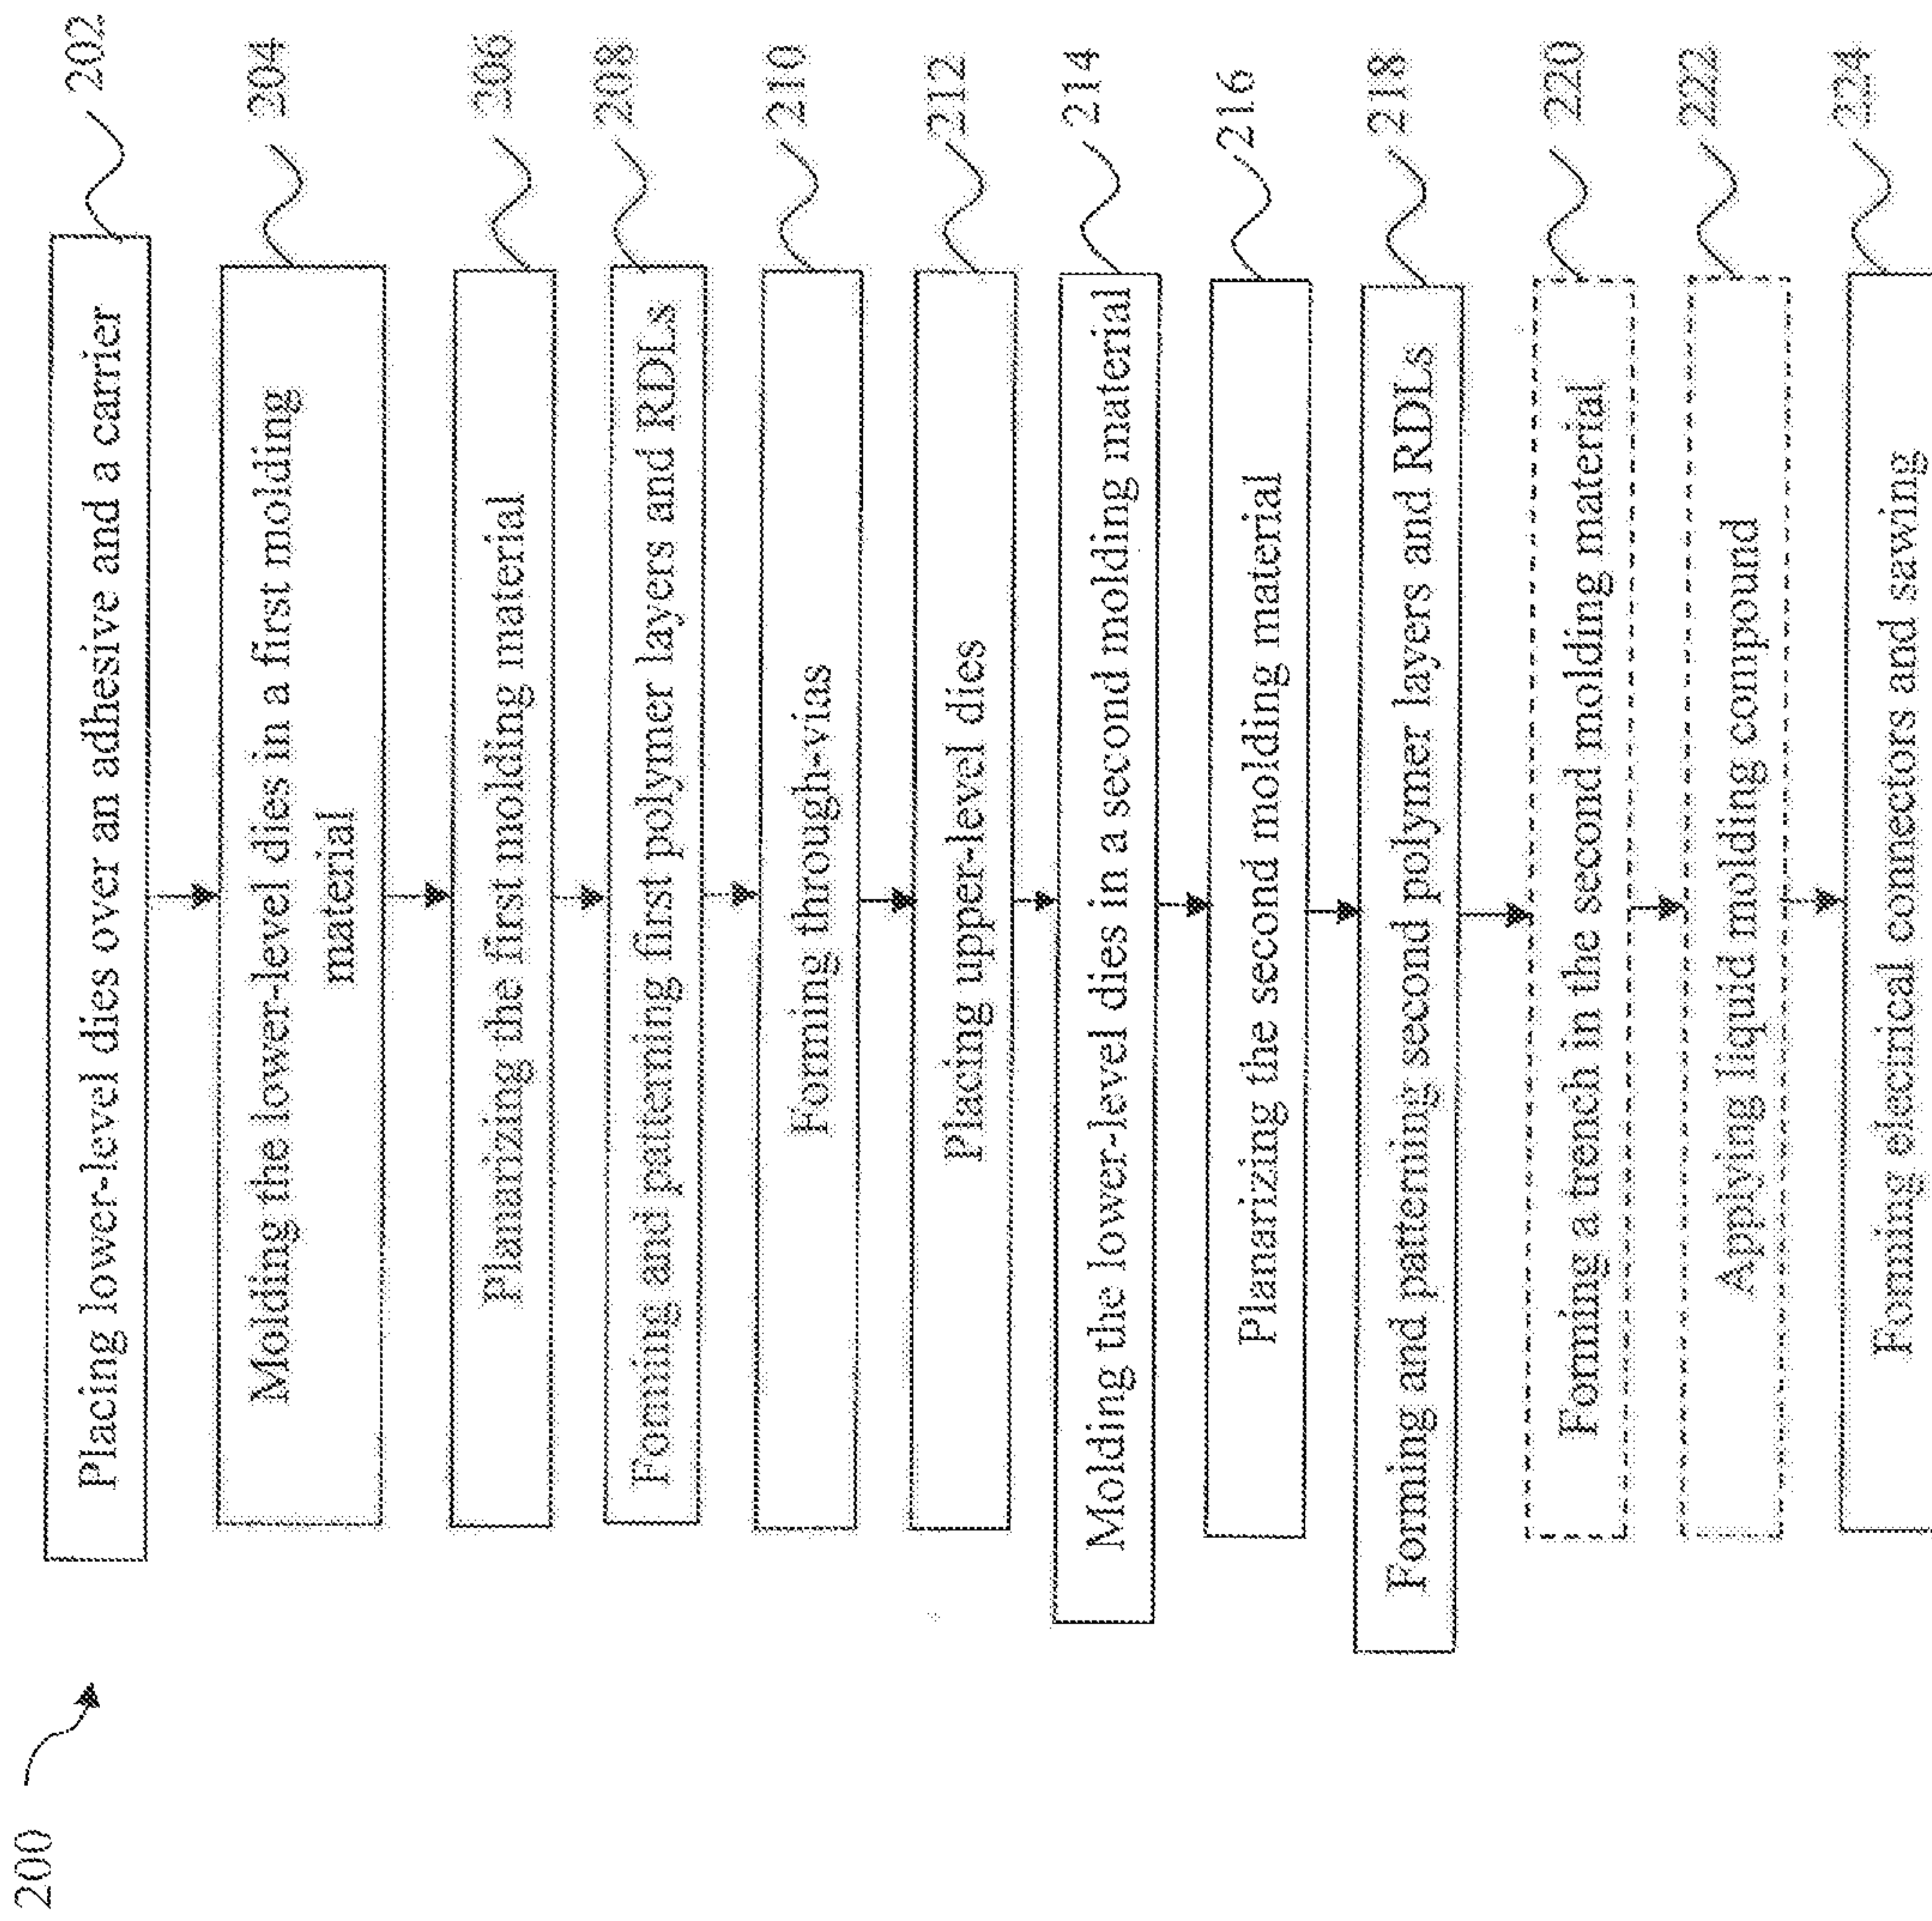 200
Placing lower-level dies over an adhesive and a carrier 202
Molding the lower-level dies in a first molding 204
material
Planarizing the first molding material 206
Forming and patterning first polymer layers and RDLs 208
Forming through-vias 210
Placing upper-level dies 212
Molding the lower-level dies in a second molding material 214
Planarizing the second molding material 216
Forming and patterning second polymer layers and RDLs 218
Forming a trench in the second molding material 220
Applying liquid molding compound 222
Forming electrical connectors and sawing 224